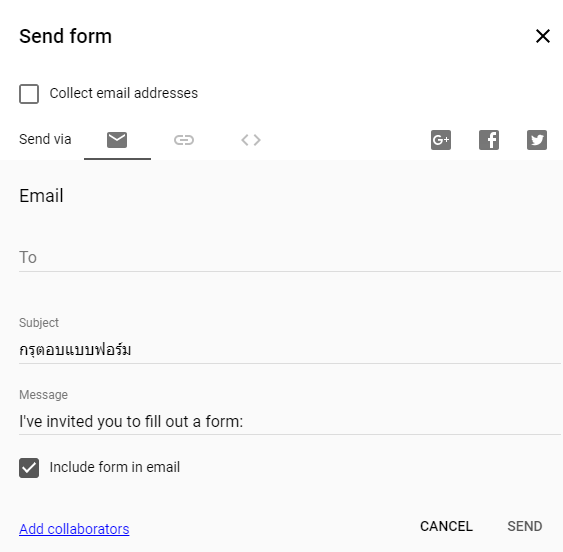 Send form
Collect email addresses
Send via
G+
Email
To
Subject
กรุตอบแบบฟอร์ม
Message
I've invited you to fill out a form:
Include form in email
Add collaborators
CANCEL
SEND